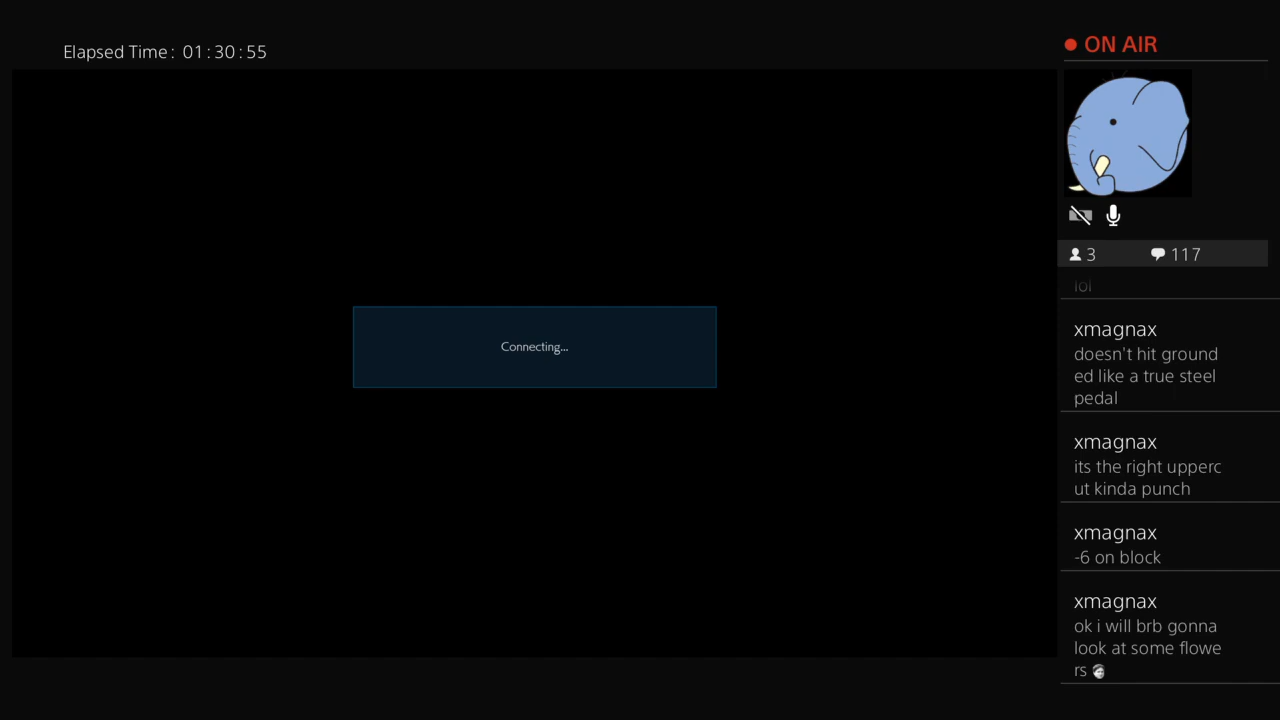 Elapsed Time: 01:30:55
ON AIR
3 117
lol
xmagnax
doesn't hit ground
ed like a true steel
pedal
xmagnax
its the right upperc
ut kinda punch
xmagnax
-6 on block
xmagnax
ok i will brb gonna
look at some flowe
rs
Connecting...